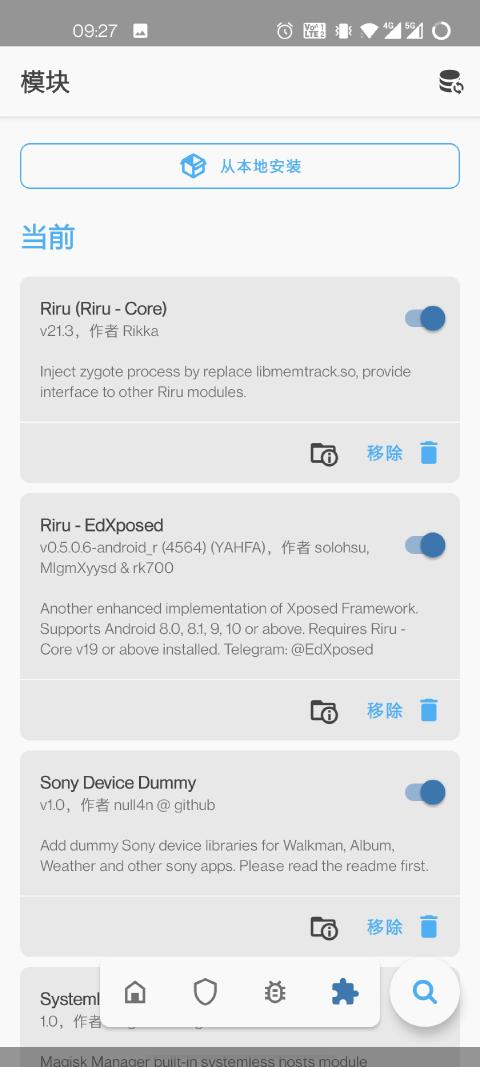 09:27
Vo^ 1
LTE 2
4G
5G
模块
从本地安装
当前
Riru (Riru - Core)
v21.3，作者 Rikka
Inject zygote process by replace libmemtrack.so, provide
interface to other Riru modules.
移除
Riru - EdXposed
v0.5.0.6-android_r (4564) (YAHFA)，作者 solohsu,
MlgmXyysd & rk700
Another enhanced implementation of Xposed Framework.
Supports Android 8.0, 8.1, 9, 10 or above. Requires Riru -
Core v19 or above installed. Telegram: @EdXposed
移除
Sony Device Dummy
v1.0，作者 null4n @ github
Add dummy Sony device libraries for Walkman, Album,
Weather and other sony apps. Please read the readme first.
移除
1.0，作者
Magisk Manager built-in systemless hosts module